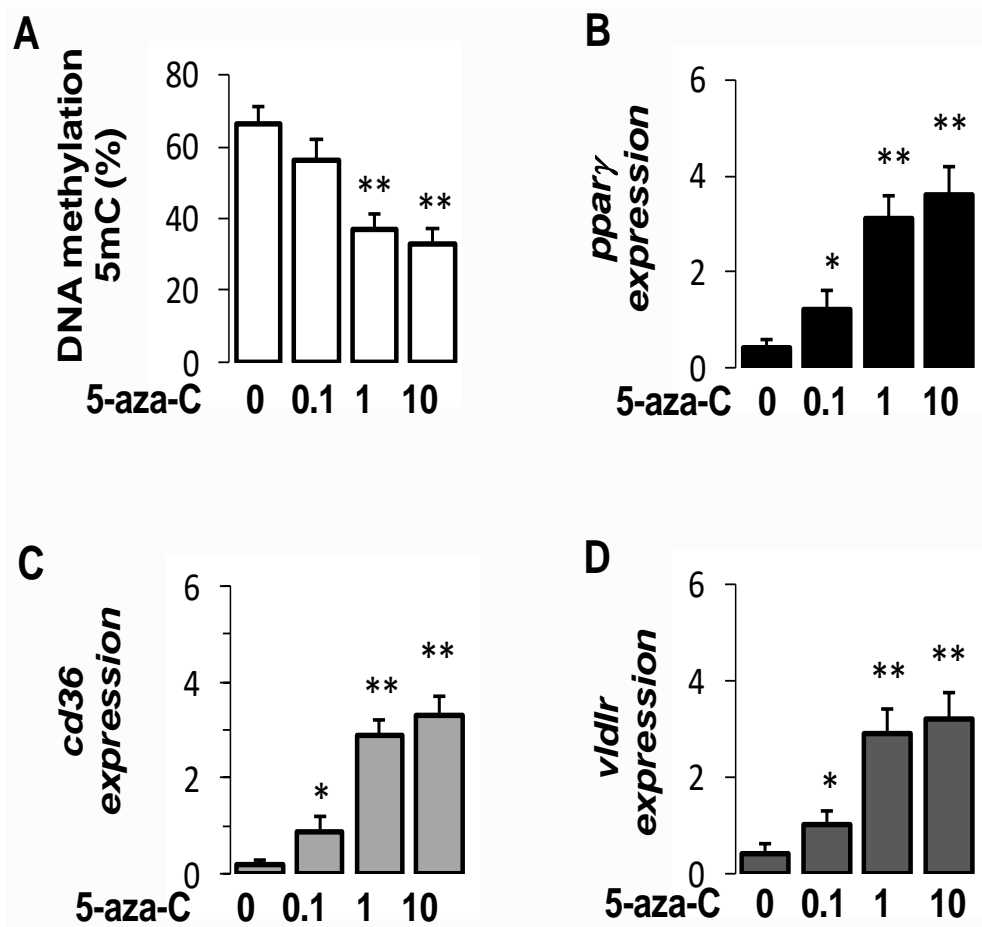 A
DNA methylation
5mC (%)
80
60
40
20
0
**
**
5-aza-C 0 0.1 1 10
B
pparγ
expression
6
4
2
0
*
**
**
5-aza-C 0 0.1 1 10
C
cd36
expression
6
4
2
0
*
**
**
5-aza-C 0 0.1 1 10
D
vldlr
expression
6
4
2
0
*
**
**
5-aza-C 0 0.1 1 10